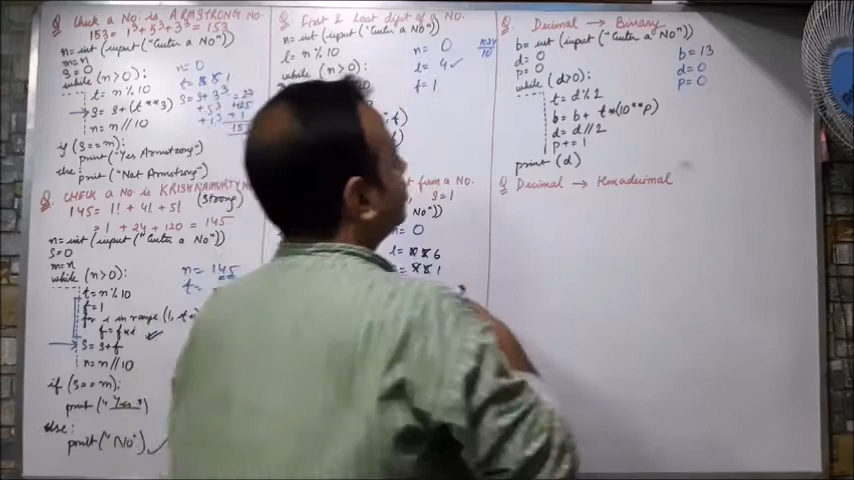 Q Check a No. is ARMSTRONG No.
153 = 1³ + 5³ + 3³ = 153
n= int (input ("Enter a No"))
m=n
s=0
while (n>0):
t = n%10
s= s+(t**3)
n = n//10
if (s==m):
print ("Yes Armstrong")
else:
print ("Not Armstrong")
n=0
Q CHECK a No. is KRISHNAMURTY
(Strong)
145 = 1! + 4! + 5!
= 1 + 24 + 120 = 145
n=int (input ("Enter a No"))
s=0
m=n
while (n>0):
t=n%10
f=1
for i in range (1, t+
f=f*i
s=s+f
n=n//10
if (s==m):
print (" Yes")
else:
print ("No")
n= 145
t=
Q First & Last digit of a No.
n=int (input ("Enter a No"))
l= n%10
while
n= 0
l= 4
f= 1
1024
10
from a No.
s=1
No"))
n= 0
Q Decimal → Binary
b= int (input ("Enter a No"))
d=0
p=0
while (d>0):
t= d%2
b= b+ t*(10**p)
d= d//2
p+=1
print (d)
b= 13
d= 0
p= 0
Q Decimal → Hexadecimal